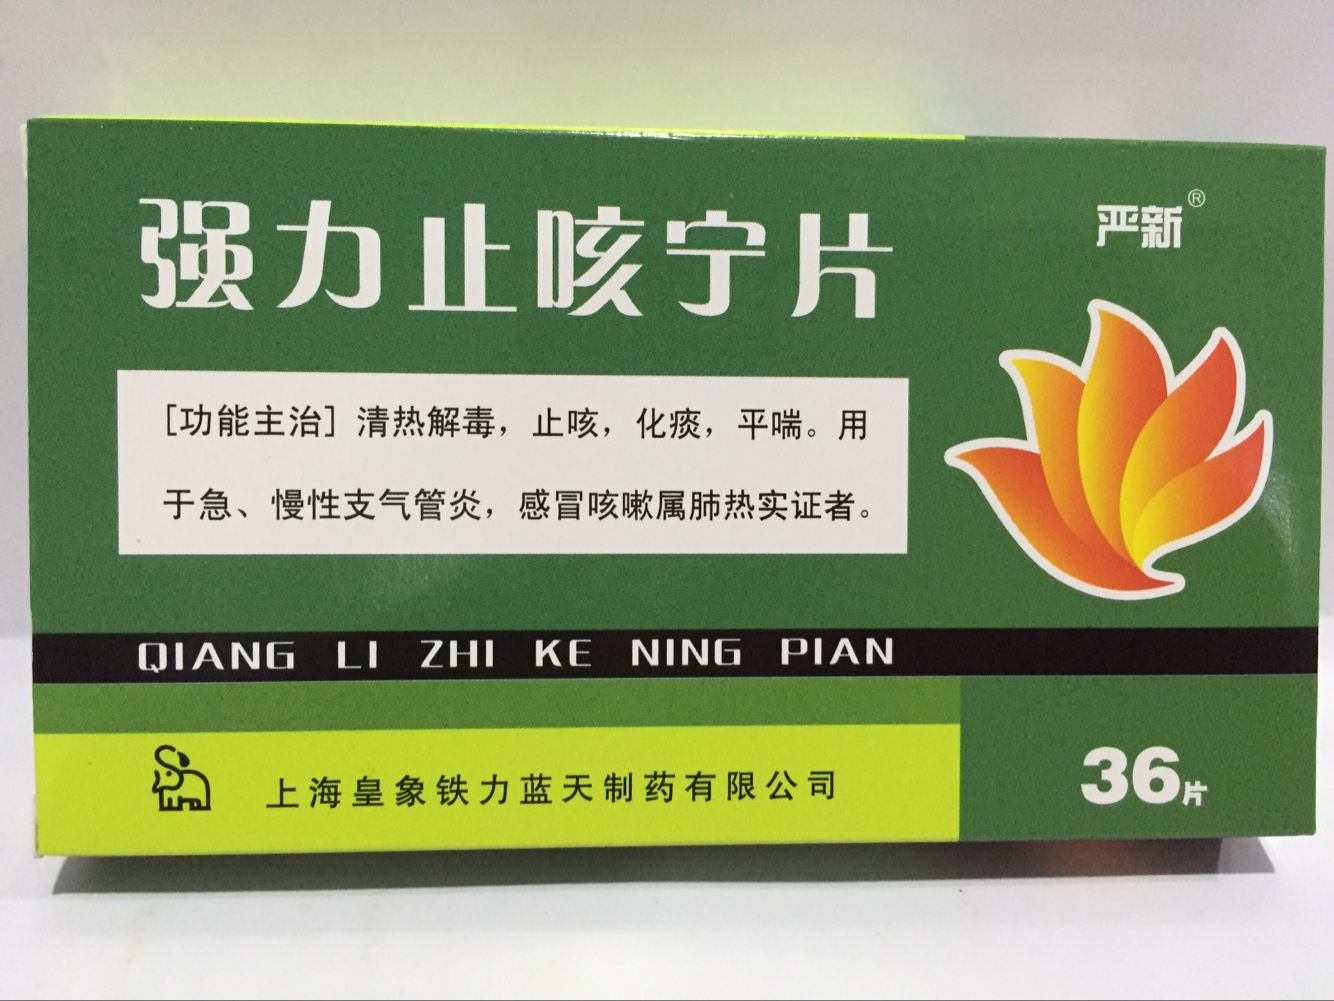 强力止咳宁片
严新®
[功能主治] 清热解毒，止咳，化痰，平喘。用
于急、慢性支气管炎，感冒咳嗽属肺热实证者。
QIANG LI ZHI KE NING PIAN
上海皇象铁力蓝天制药有限公司
36片